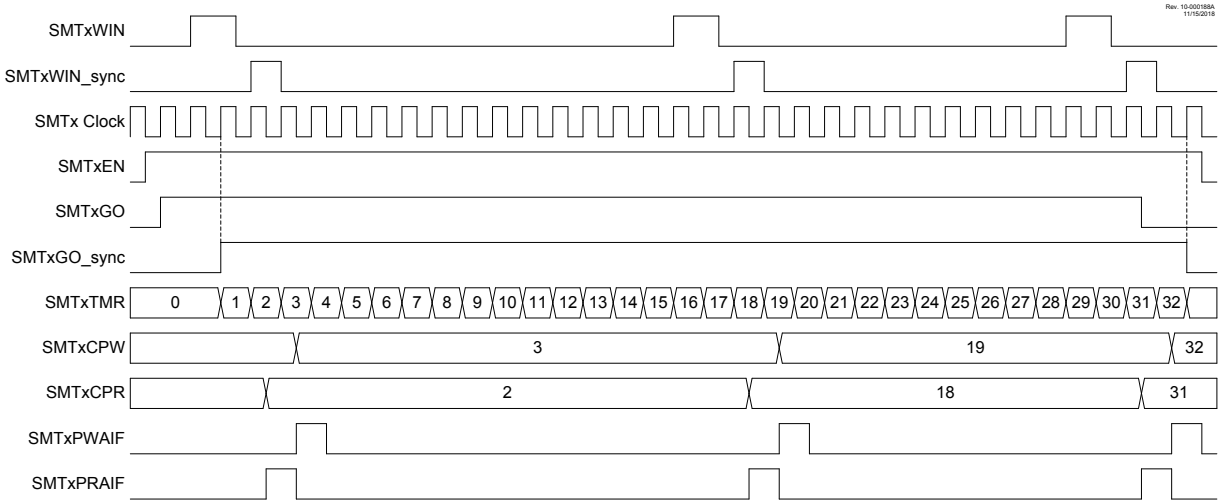 Rev. 10-000188A
11/15/2018
SMTxWIN
SMTxWIN_sync
SMTx Clock
SMTxEN
SMTxGO
SMTxGO_sync
SMTxTMR 0 1 2 3 4 5 6 7 8 9 10 11 12 13 14 15 16 17 18 19 20 21 22 23 24 25 26 27 28 29 30 31 32
SMTxCPW 3 19 32
SMTxCPR 2 18 31
SMTxPWAIF
SMTxPRAIF